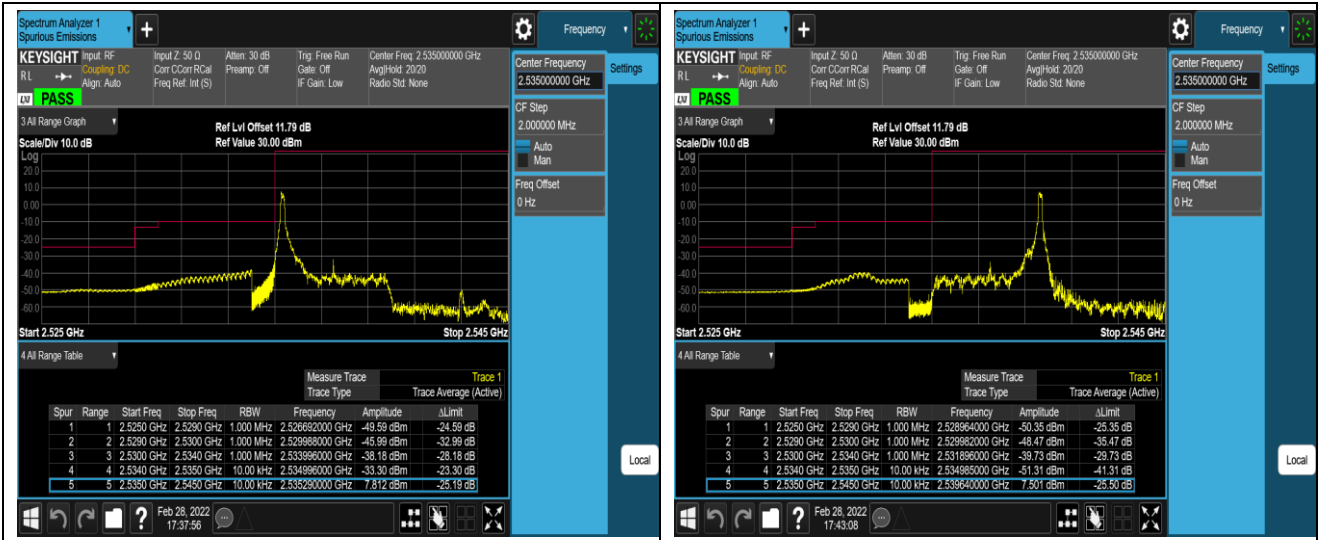 Spectrum Analyzer 1
Spurious Emissions
+
Frequency
KEYSIGHT Input: RF Input Z: 50 Ω Atten: 30 dB Trig: Free Run Center Freq: 2.535000000 GHz
RL Coupling: DC Corr CCorr RCal Preamp: Off Gate: Off Avg|Hold: 20/20
Align: Auto Freq Ref: Int (S) IF Gain: Low Radio Std: None
LXI PASS
Center Frequency
2.535000000 GHz
Settings
CF Step
2.000000 MHz
Auto
Man
Freq Offset
0 Hz
3 All Range Graph
Ref Lvl Offset 11.79 dB
Scale/Div 10.0 dB Ref Value 30.00 dBm
Log
20.0
10.0
0.00
-10.0
-20.0
-30.0
-40.0
-50.0
-60.0
Start 2.525 GHz Stop 2.545 GHz
4 All Range Table
Measure Trace Trace 1
Trace Type Trace Average (Active)
Spur Range Start Freq Stop Freq RBW Frequency Amplitude ΔLimit
1 1 2.5250 GHz 2.5290 GHz 1.000 MHz 2.526692000 GHz -49.59 dBm -24.59 dB
2 2 2.5290 GHz 2.5300 GHz 1.000 MHz 2.529988000 GHz -45.99 dBm -32.99 dB
3 3 2.5300 GHz 2.5340 GHz 1.000 MHz 2.533996000 GHz -38.18 dBm -28.18 dB
4 4 2.5340 GHz 2.5350 GHz 10.00 kHz 2.534996000 GHz -33.30 dBm -23.30 dB
5 5 2.5350 GHz 2.5450 GHz 10.00 kHz 2.535290000 GHz 7.812 dBm -25.19 dB
Local
? Feb 28, 2022
17:37:56
Spectrum Analyzer 1
Spurious Emissions
+
Frequency
KEYSIGHT Input: RF Input Z: 50 Ω Atten: 30 dB Trig: Free Run Center Freq: 2.535000000 GHz
RL Coupling: DC Corr CCorr RCal Preamp: Off Gate: Off Avg|Hold: 20/20
Align: Auto Freq Ref: Int (S) IF Gain: Low Radio Std: None
LXI PASS
Center Frequency
2.535000000 GHz
Settings
CF Step
2.000000 MHz
Auto
Man
Freq Offset
0 Hz
3 All Range Graph
Ref Lvl Offset 11.79 dB
Scale/Div 10.0 dB Ref Value 30.00 dBm
Log
20.0
10.0
0.00
-10.0
-20.0
-30.0
-40.0
-50.0
-60.0
Start 2.525 GHz Stop 2.545 GHz
4 All Range Table
Measure Trace Trace 1
Trace Type Trace Average (Active)
Spur Range Start Freq Stop Freq RBW Frequency Amplitude ΔLimit
1 1 2.5250 GHz 2.5290 GHz 1.000 MHz 2.528964000 GHz -50.35 dBm -25.35 dB
2 2 2.5290 GHz 2.5300 GHz 1.000 MHz 2.529982000 GHz -48.47 dBm -35.47 dB
3 3 2.5300 GHz 2.5340 GHz 1.000 MHz 2.531896000 GHz -39.73 dBm -29.73 dB
4 4 2.5340 GHz 2.5350 GHz 10.00 kHz 2.534985000 GHz -51.31 dBm -41.31 dB
5 5 2.5350 GHz 2.5450 GHz 10.00 kHz 2.539640000 GHz 7.501 dBm -25.50 dB
Local
? Feb 28, 2022
17:43:08